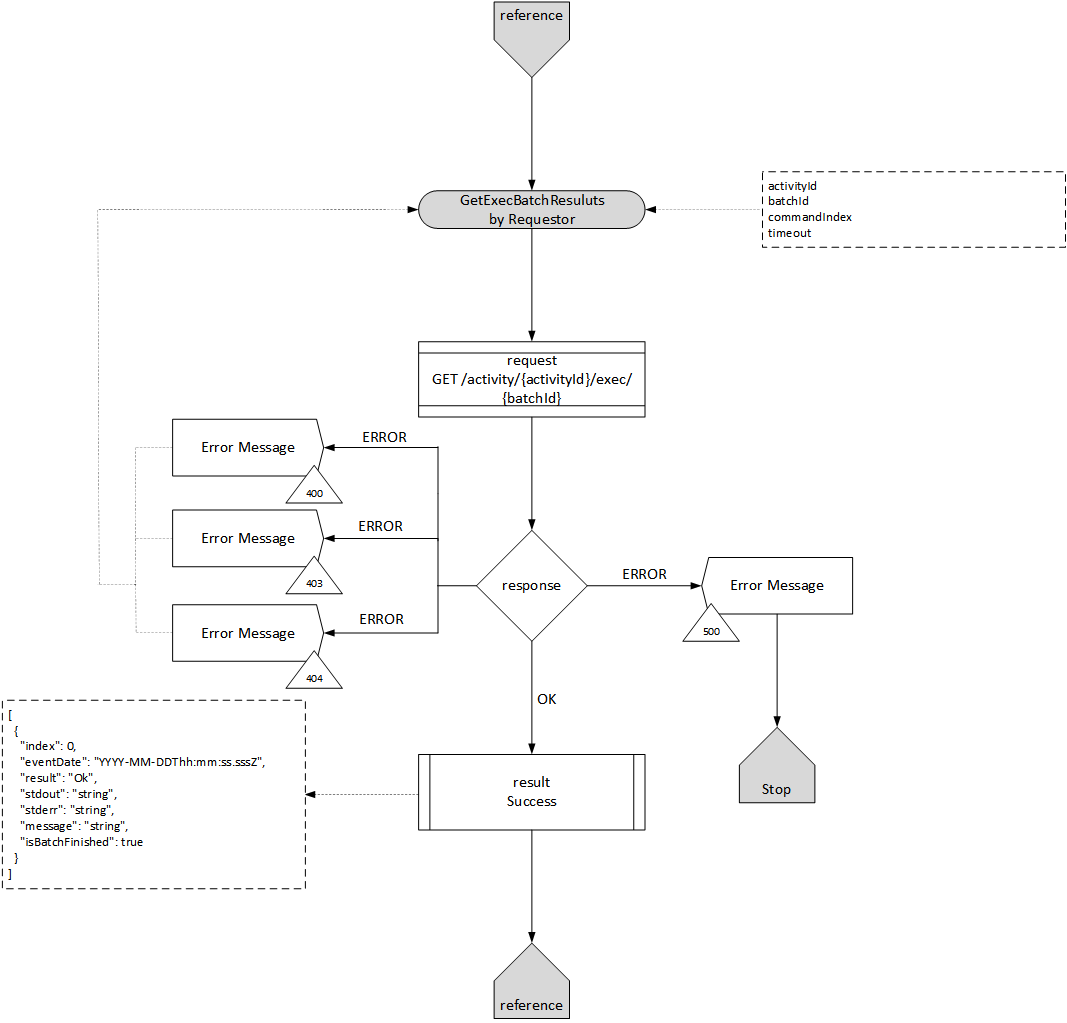 reference
GetExecBatchResuluts
by Requestor
activityId
batchId
commandIndex
timeout
request
GET /activity/{activityId}/exec/
{batchId}
Error Message
ERROR
400
Error Message
ERROR
403
Error Message
ERROR
404
response
ERROR
Error Message
500
OK
Stop
[
{
"index": 0,
"eventDate": "YYYY-MM-DDThh:mm:ss.sssZ",
"result": "Ok",
"stdout": "string",
"stderr": "string",
"message": "string",
"isBatchFinished": true
}
]
result
Success
reference